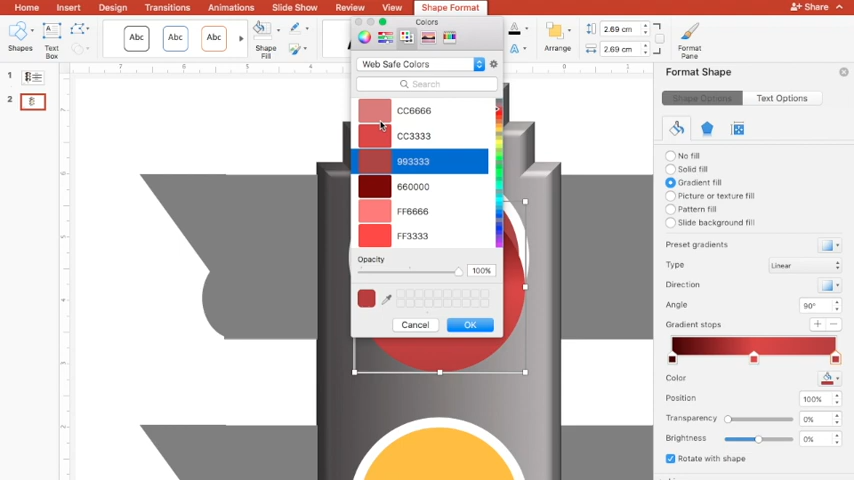 Home Insert Design Transitions Animations Slide Show Review View Shape Format Share
Colors
Shapes Text Box Abc Abc Abc Shape Fill Arrange 2.69 cm 2.69 cm Format Pane
Web Safe Colors
Search
CC6666
CC3333
993333
660000
FF6666
FF3333
Opacity
100%
Cancel OK
1
2
Format Shape
Shape Options Text Options
No fill
Solid fill
Gradient fill
Picture or texture fill
Pattern fill
Slide background fill
Preset gradients
Type Linear
Direction
Angle 90°
Gradient stops
Color
Position 100%
Transparency 0%
Brightness 0%
Rotate with shape